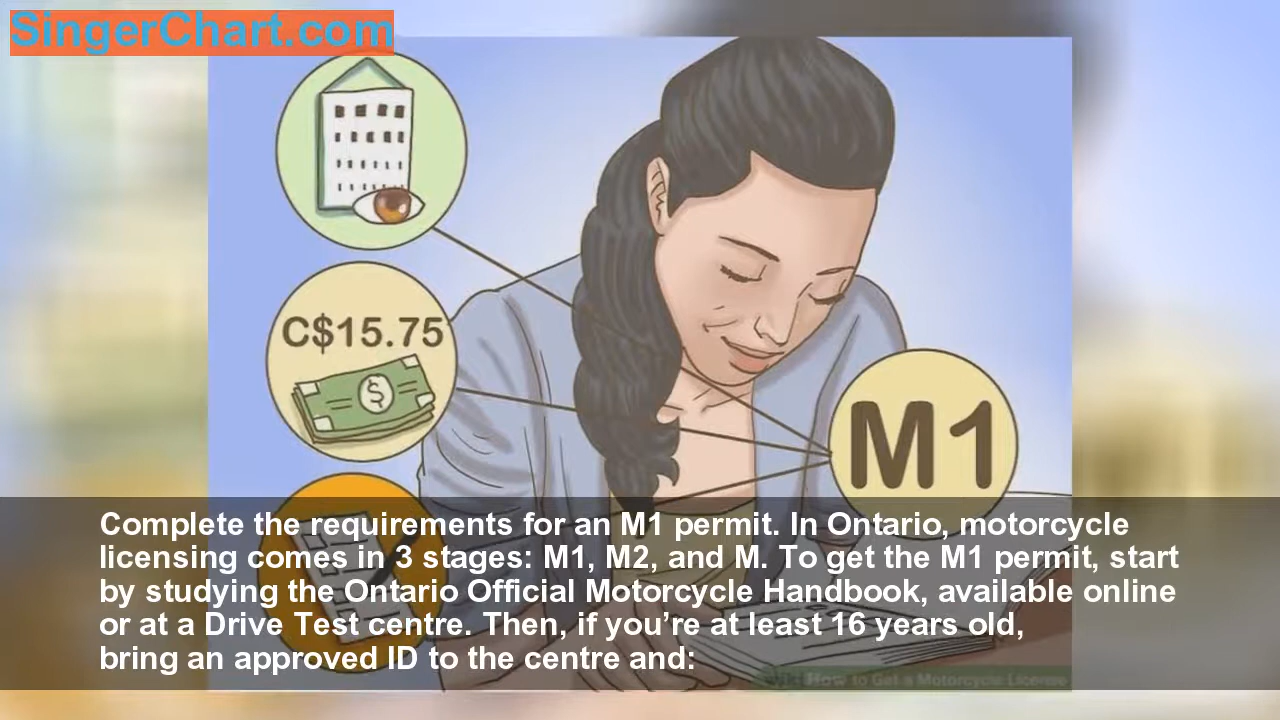 SingerChart.com
C$15.75
$
M1
Complete the requirements for an M1 permit. In Ontario, motorcycle
licensing comes in 3 stages: M1, M2, and M. To get the M1 permit, start
by studying the Ontario Official Motorcycle Handbook, available online
or at a Drive Test centre. Then, if you’re at least 16 years old,
bring an approved ID to the centre and:
How to Get a Motorcycle License